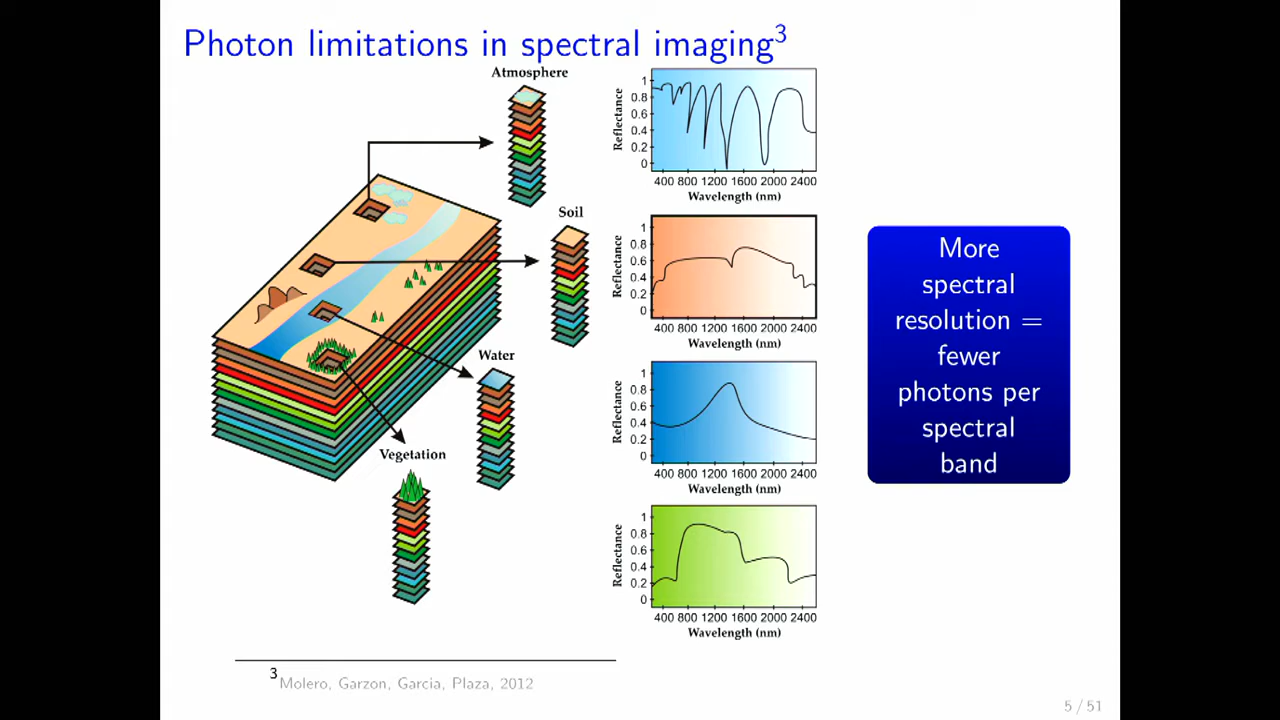 Photon limitations in spectral imaging³
Atmosphere
Soil
Water
Vegetation
Reflectance
1
0.8
0.6
0.4
0.2
0
400 800 1200 1600 2000 2400
Wavelength (nm)
Reflectance
1
0.8
0.6
0.4
0.2
0
400 800 1200 1600 2000 2400
Wavelength (nm)
Reflectance
1
0.8
0.6
0.4
0.2
0
400 800 1200 1600 2000 2400
Wavelength (nm)
Reflectance
1
0.8
0.6
0.4
0.2
0
400 800 1200 1600 2000 2400
Wavelength (nm)
More
spectral
resolution =
fewer
photons per
spectral
band
³Molero, Garzon, Garcia, Plaza, 2012
5 / 51